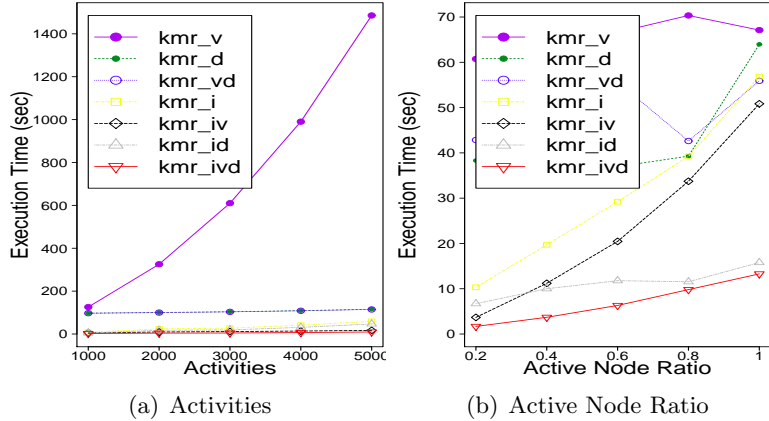 Execution Time (sec)
1400
1200
1000
800
600
400
200
0
kmr_v
kmr_d
kmr_vd
kmr_i
kmr_iv
kmr_id
kmr_ivd
1000 2000 3000 4000 5000
Activities
(a) Activities
Execution Time (sec)
70
60
50
40
30
20
10
0
kmr_v
kmr_d
kmr_vd
kmr_i
kmr_iv
kmr_id
kmr_ivd
0.2 0.4 0.6 0.8 1
Active Node Ratio
(b) Active Node Ratio